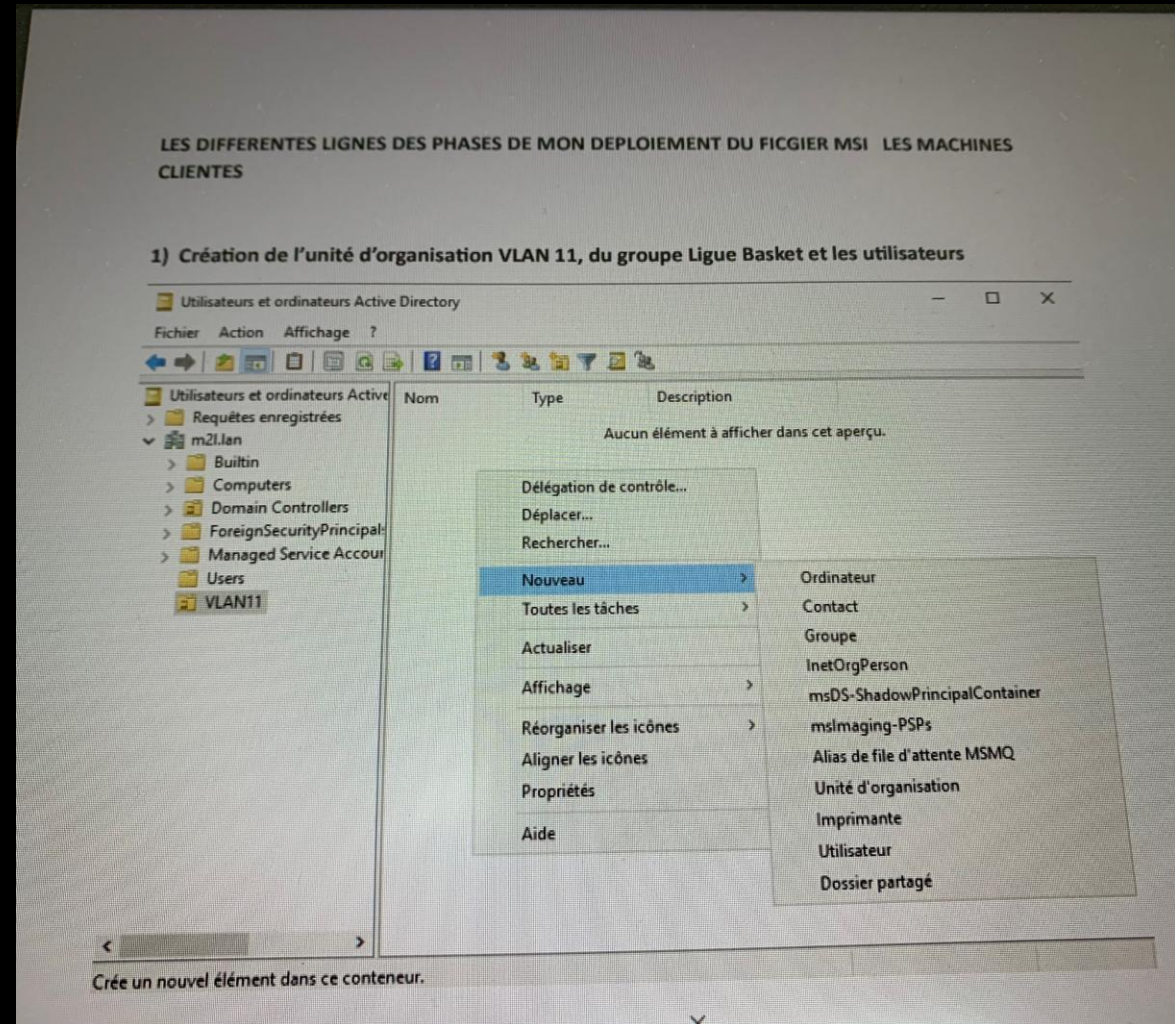 LES DIFFERENTES LIGNES DES PHASES DE MON DEPLOIEMENT DU FICGIER MSI LES MACHINES
CLIENTES
1) Création de l'unité d'organisation VLAN 11, du groupe Ligue Basket et les utilisateurs
Utilisateurs et ordinateurs Active Directory
Fichier Action Affichage ?
Utilisateurs et ordinateurs Active
Requêtes enregistrées
m2l.lan
Builtin
Computers
Domain Controllers
ForeignSecurityPrincipals
Managed Service Accour
Users
VLAN11
Nom Type Description
Aucun élément à afficher dans cet aperçu.
Délégation de contrôle...
Déplacer...
Rechercher...
Nouveau
Toutes les tâches
Actualiser
Affichage
Réorganiser les icônes
Aligner les icônes
Propriétés
Aide
Ordinateur
Contact
Groupe
InetOrgPerson
msDS-ShadowPrincipalContainer
msImaging-PSPs
Alias de file d'attente MSMQ
Unité d'organisation
Imprimante
Utilisateur
Dossier partagé
Crée un nouvel élément dans ce conteneur.